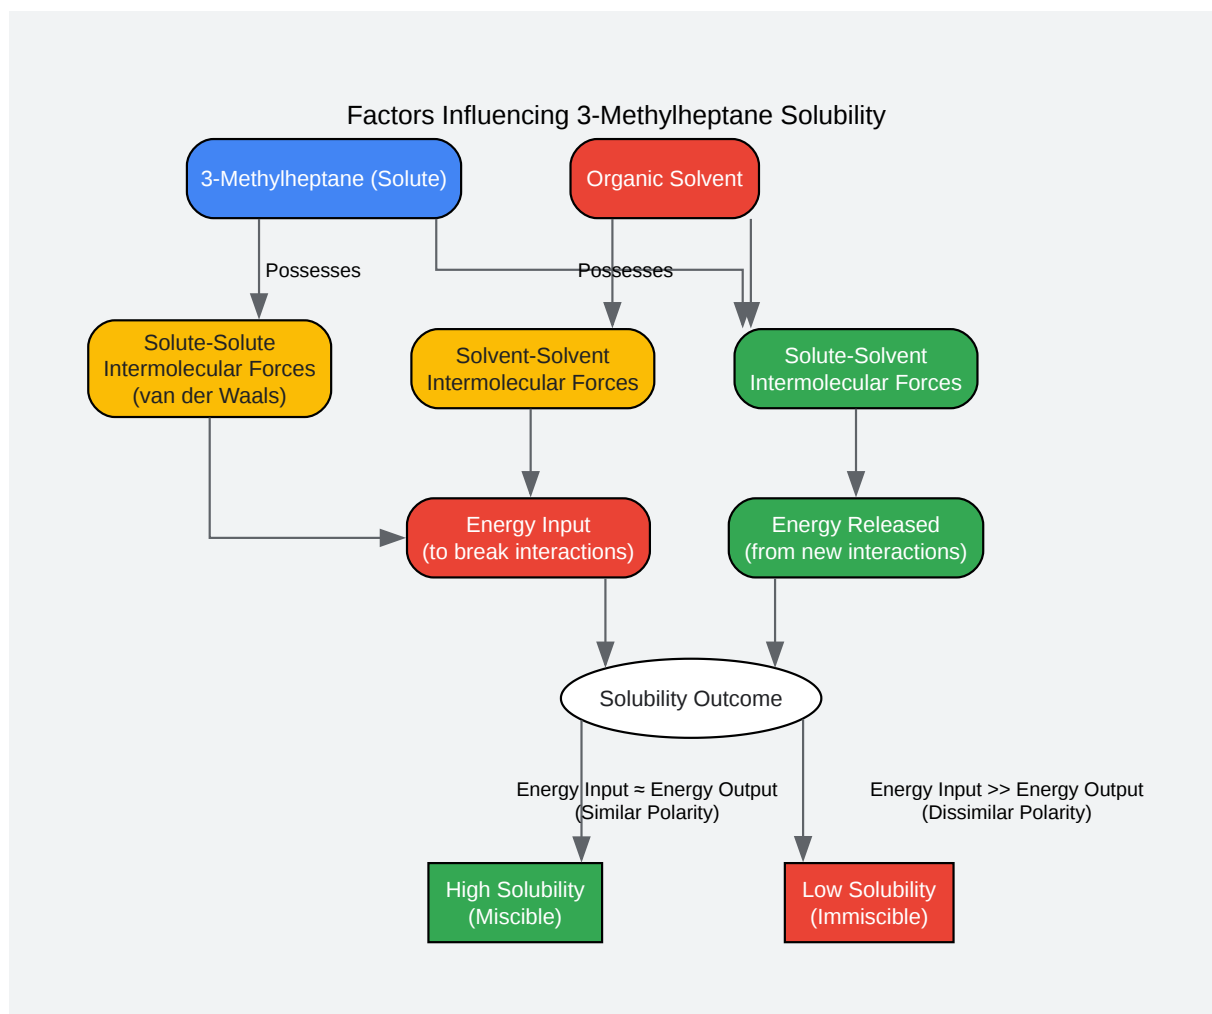 Factors Influencing 3-Methylheptane Solubility
3-Methylheptane (Solute)
Organic Solvent
Possesses
Possesses
Solute-Solute
Intermolecular Forces
(van der Waals)
Solvent-Solvent
Intermolecular Forces
Solute-Solvent
Intermolecular Forces
Energy Input
(to break interactions)
Energy Released
(from new interactions)
Solubility Outcome
Energy Input ≈ Energy Output
(Similar Polarity)
Energy Input >> Energy Output
(Dissimilar Polarity)
High Solubility
(Miscible)
Low Solubility
(Immiscible)